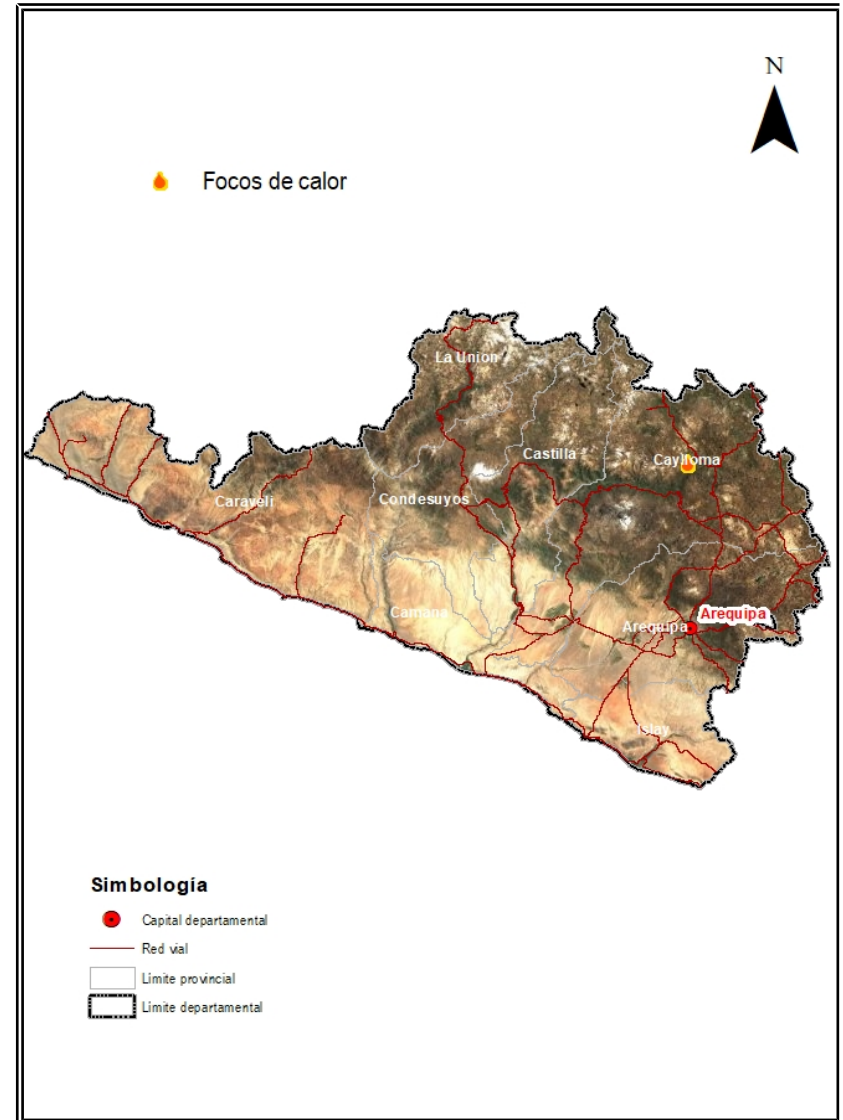 N
Focos de calor
La Union
Castilla
Caylloma
Caraveli
Condesuyos
Camana
Arequipa
Arequipa
Islay
Simbología
Capital departamental
Red vial
Limite provincial
Limite departamental